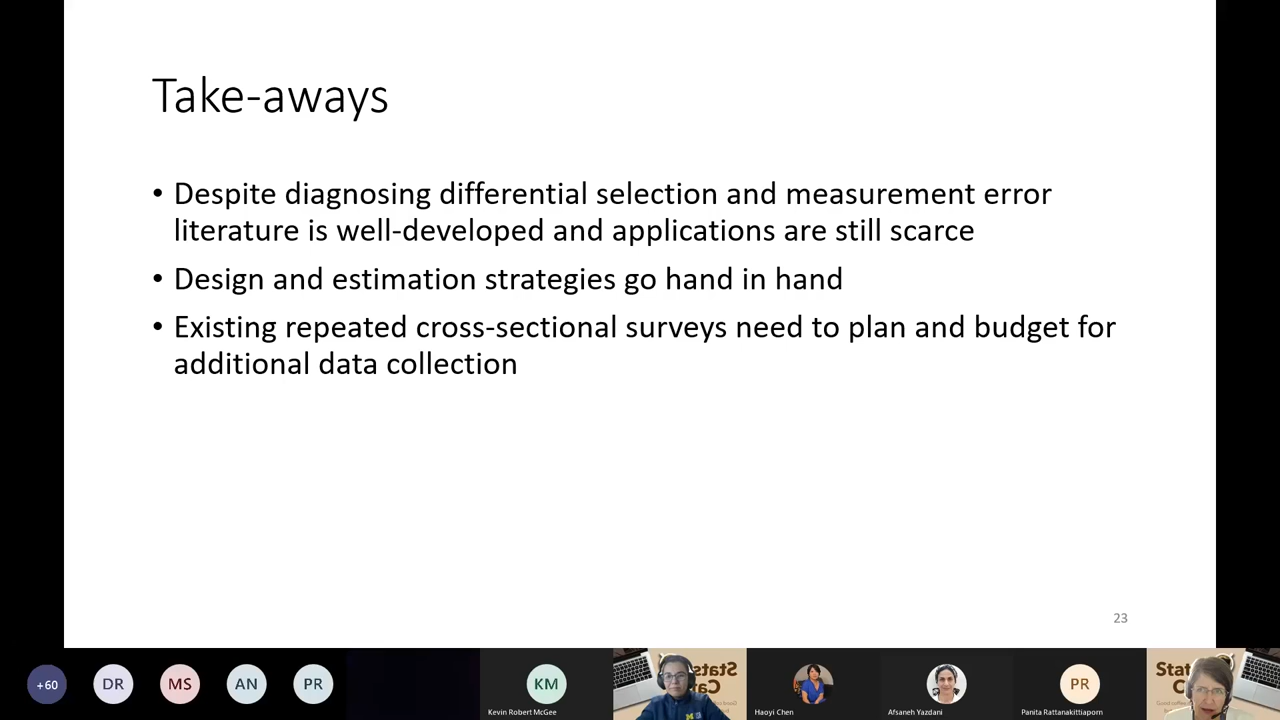 Take-aways
• Despite diagnosing differential selection and measurement error
literature is well-developed and applications are still scarce
• Design and estimation strategies go hand in hand
• Existing repeated cross-sectional surveys need to plan and budget for
additional data collection
23
+60
DR
MS
AN
PR
KM
PR
Kevin Robert McGee
Haoyi Chen
Afsaneh Yazdani
Panita Rattanakittiaporn